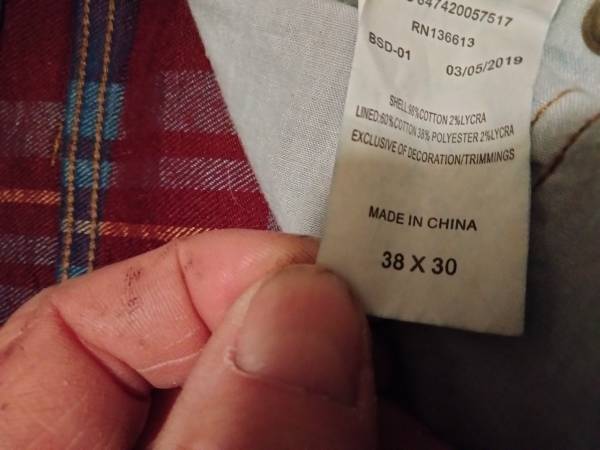 647420057517
RN136613
BSD-01
03/05/2019
SHELL:98%COTTON 2%LYCRA
LINED:60%COTTON 38% POLYESTER 2%LYCRA
EXCLUSIVE OF DECORATION/TRIMMINGS
MADE IN CHINA
38 X 30